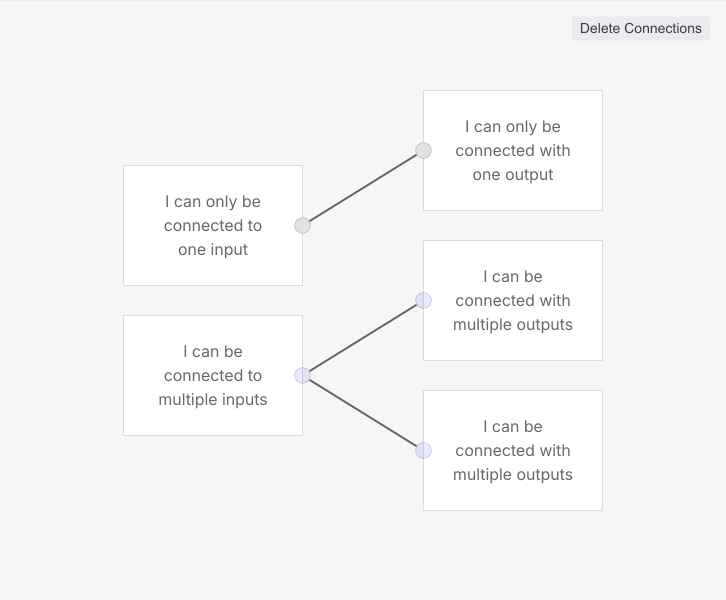 Delete Connections
I can only be
connected with
one output
I can only be
connected to
one input
I can be
connected with
multiple outputs
I can be
connected to
multiple inputs
I can be
connected with
multiple outputs